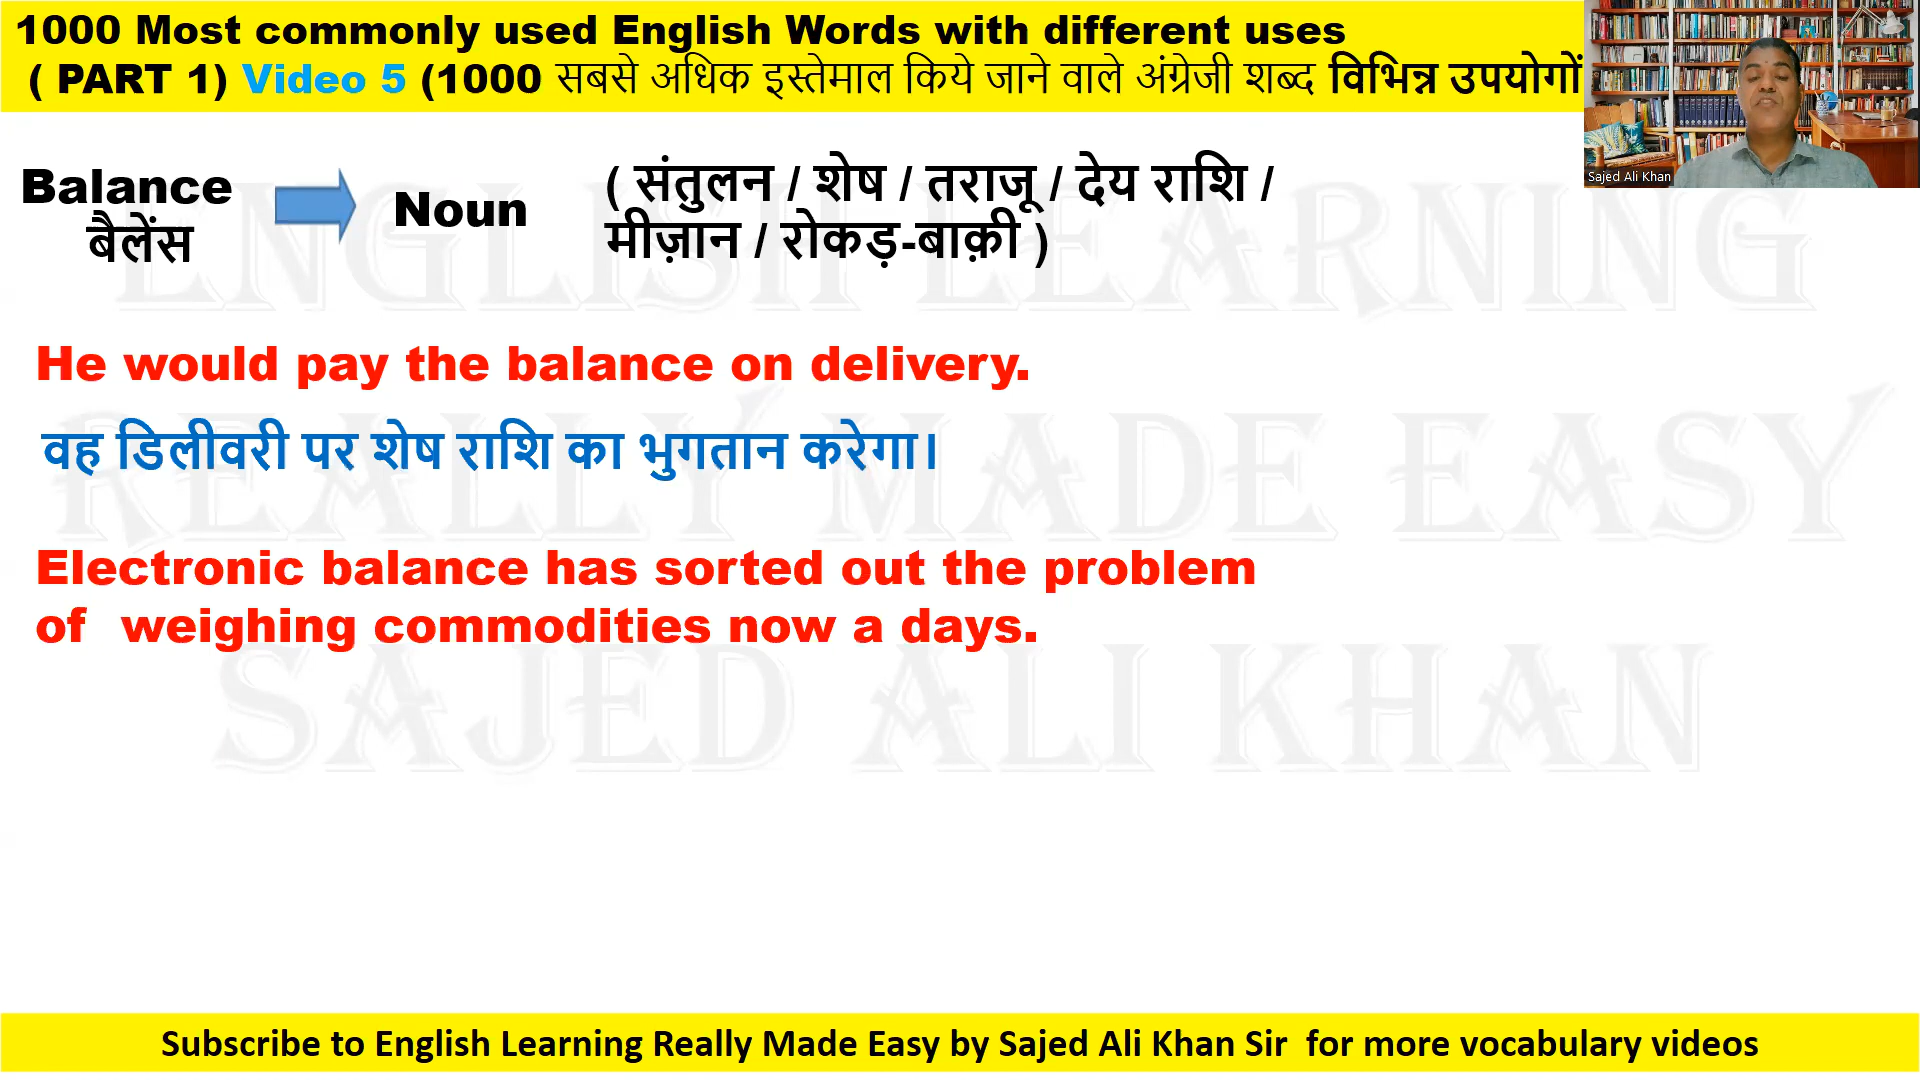 1000 Most commonly used English Words with different uses
( PART 1) Video 5 (1000 सबसे अधिक इस्तेमाल किये जाने वाले अंग्रेजी शब्द विभिन्न उपयोगों
Sajed Ali Khan
Balance
बैलेंस
Noun
( संतुलन / शेष / तराजू / देय राशि /
मीज़ान / रोकड़-बाक़ी )
He would pay the balance on delivery.
वह डिलीवरी पर शेष राशि का भुगतान करेगा।
Electronic balance has sorted out the problem
of weighing commodities now a days.
ENGLISH LEARNING
REALLY MADE EASY
SAJED ALI KHAN
Subscribe to English Learning Really Made Easy by Sajed Ali Khan Sir for more vocabulary videos